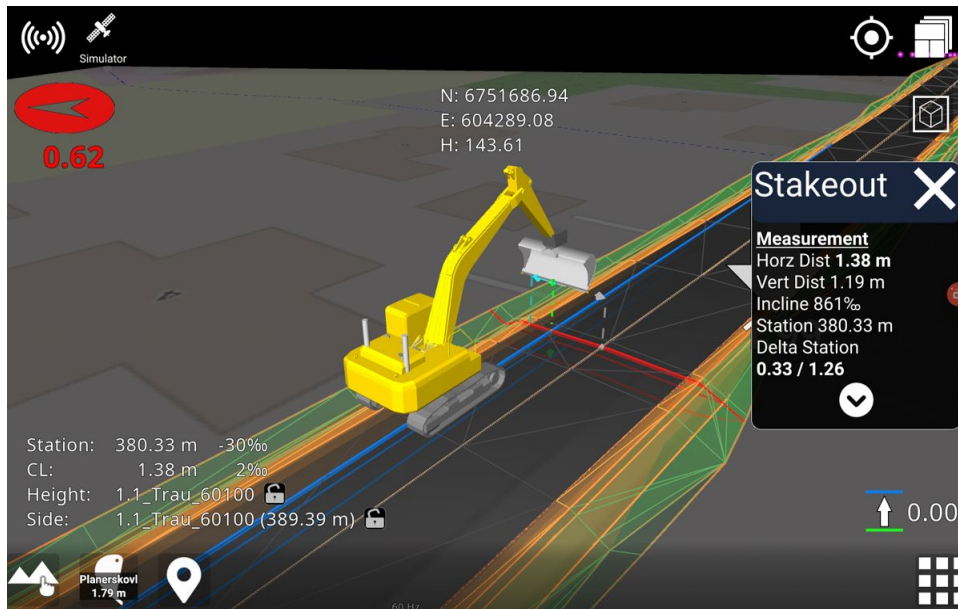 Simulator
0.62
N: 6751686.94
E: 604289.08
H: 143.61
Stakeout
Measurement
Horz Dist 1.38 m
Vert Dist 1.19 m
Incline 861‰
Station 380.33 m
Delta Station
0.33 / 1.26
Station: 380.33 m -30‰
CL: 1.38 m 2‰
Height: 1.1_Trau_60100
Side: 1.1_Trau_60100 (389.39 m)
0.00
Planerskovl
1.79 m
60 Hz